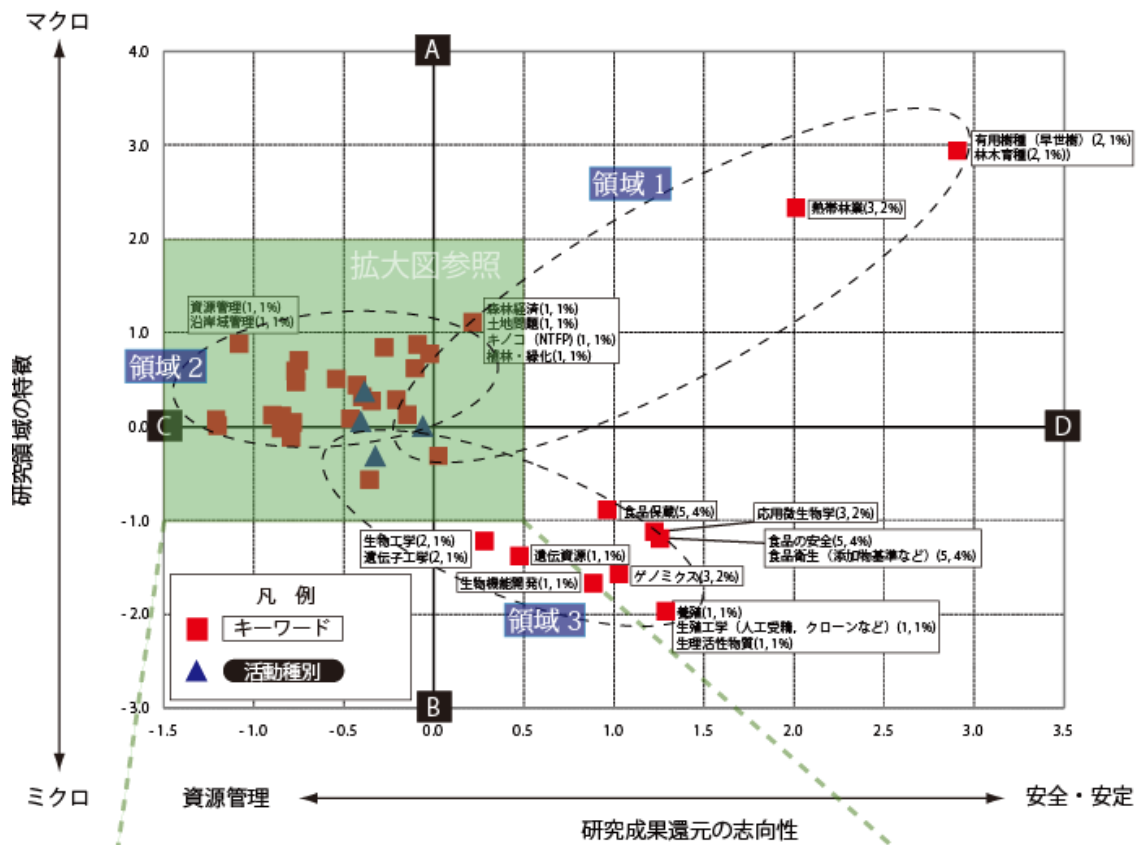 マクロ
4.0
3.0
2.0
1.0
0.0
-1.0
-2.0
-3.0
-1.5
-1.0
-0.5
0.0
0.5
1.0
1.5
2.0
2.5
3.0
3.5
A
B
C
D
領域1
領域2
領域3
拡大図参照
有用樹種（早世樹）(2, 1%)
林木育種(2, 1%))
熱帯林業(3, 2%)
資源管理(1, 1%)
沿岸域管理(1, 1%)
森林経済(1, 1%)
土地問題(1, 1%)
キノコ（NTFP) (1, 1%)
植林・緑化(1, 1%)
食品保蔵(5, 4%)
応用微生物学(3, 2%)
食品の安全(5, 4%)
食品衛生（添加物基準など）(5, 4%)
生物工学(2, 1%)
遺伝子工学(2, 1%)
遺伝資源(1, 1%)
生物機能開発(1, 1%)
ゲノミクス(3, 2%)
養殖(1, 1%)
生殖工学（人工受精，クローンなど）(1, 1%)
生理活性物質(1, 1%)
凡 例
キーワード
活動種別
研究領域の特徴
ミクロ
資源管理
安全・安定
研究成果還元の志向性